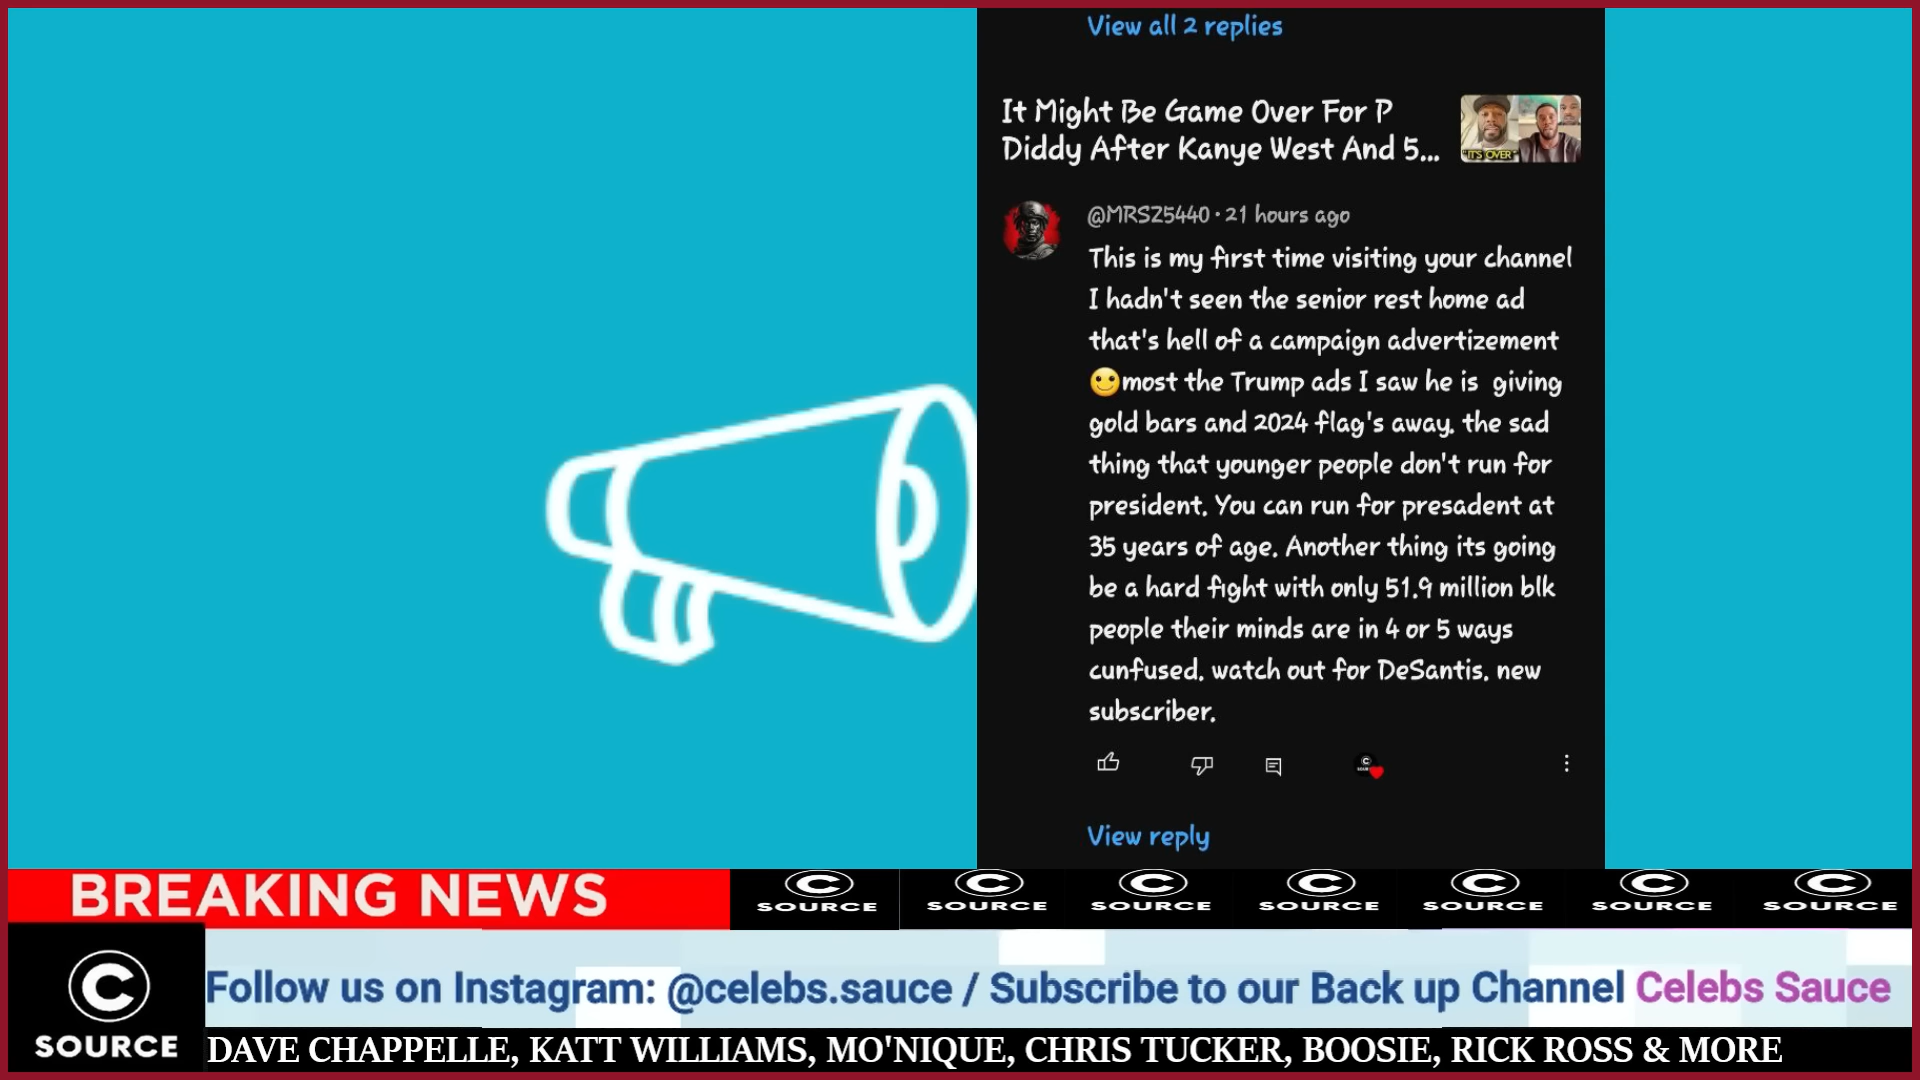 View all 2 replies
It Might Be Game Over For P
Diddy After Kanye West And 5...
"IT'S OVER"
@MRSZ5440 · 21 hours ago
This is my first time visiting your channel
I hadn't seen the senior rest home ad
that's hell of a campaign advertizement
🙂most the Trump ads I saw he is giving
gold bars and 2024 flag's away. the sad
thing that younger people don't run for
president. You can run for presadent at
35 years of age. Another thing its going
be a hard fight with only 51.9 million blk
people their minds are in 4 or 5 ways
cunfused. watch out for DeSantis. new
subscriber.
View reply
BREAKING NEWS
C SOURCE C SOURCE C SOURCE C SOURCE C SOURCE C SOURCE C SOURCE
C
SOURCE
Follow us on Instagram: @celebs.sauce / Subscribe to our Back up Channel Celebs Sauce
DAVE CHAPPELLE, KATT WILLIAMS, MO'NIQUE, CHRIS TUCKER, BOOSIE, RICK ROSS & MORE